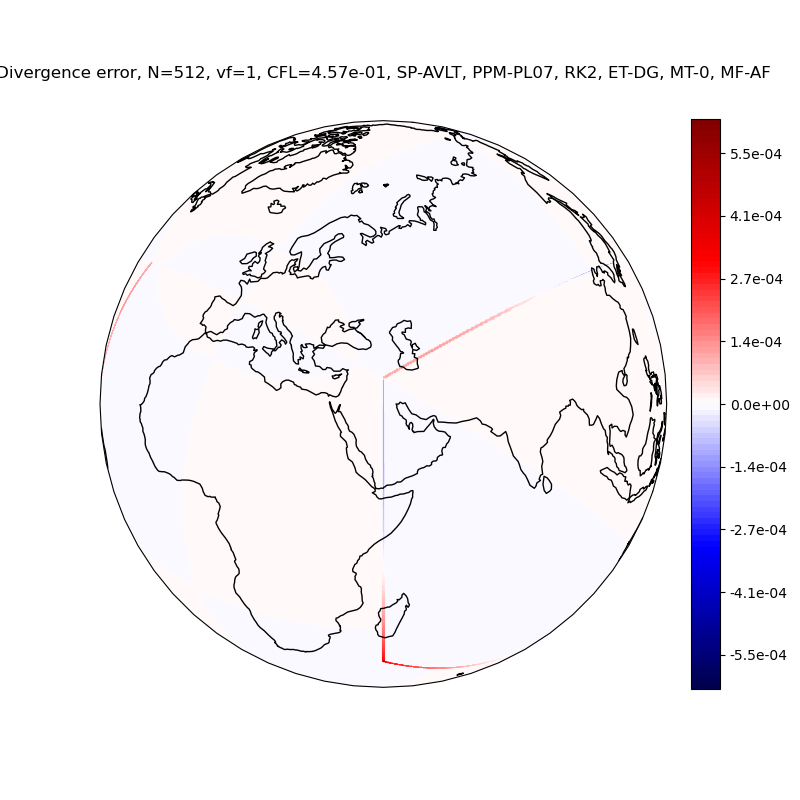 Divergence error, N=512, vf=1, CFL=4.57e-01, SP-AVLT, PPM-PL07, RK2, ET-DG, MT-0, MF-AF
5.5e-04
4.1e-04
2.7e-04
1.4e-04
0.0e+00
-1.4e-04
-2.7e-04
-4.1e-04
-5.5e-04